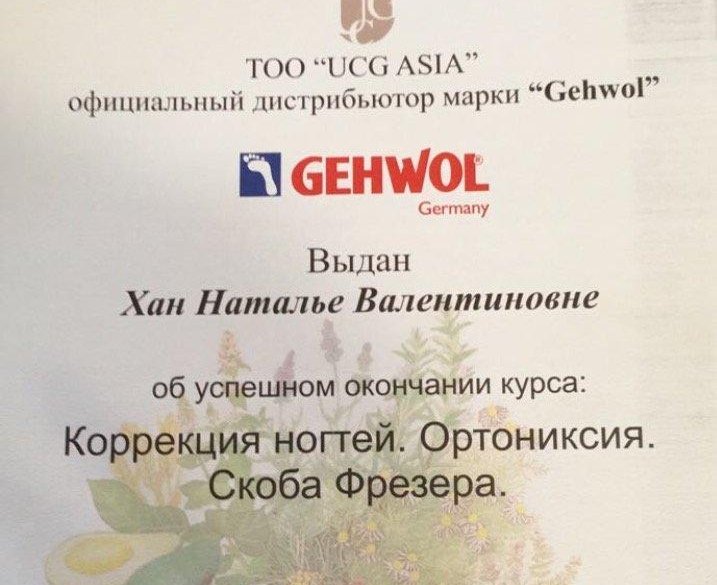 ТОО “UCG ASIA”
официальный дистрибьютор марки “Gehwol”
GEHWOL®
Germany
Выдан
Хан Наталье Валентиновне
об успешном окончании курса:
Коррекция ногтей. Ортониксия.
Скоба Фрезера.